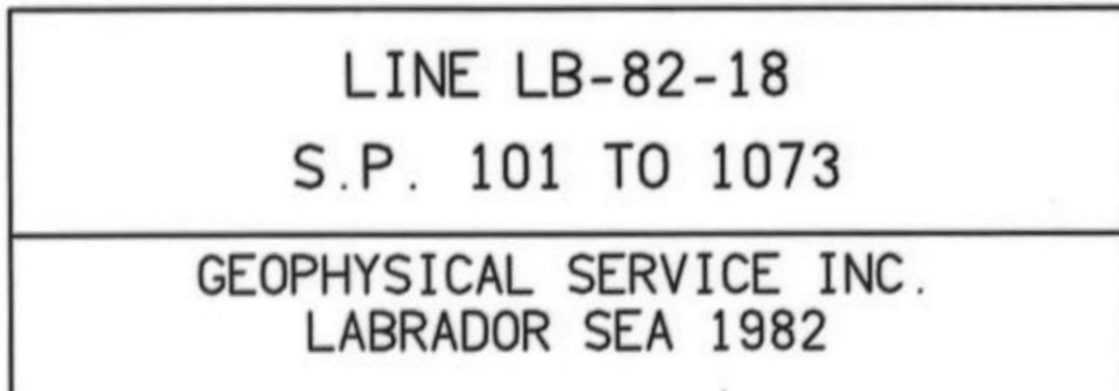 LINE LB-82-18
S.P. 101 TO 1073
GEOPHYSICAL SERVICE INC.
LABRADOR SEA 1982